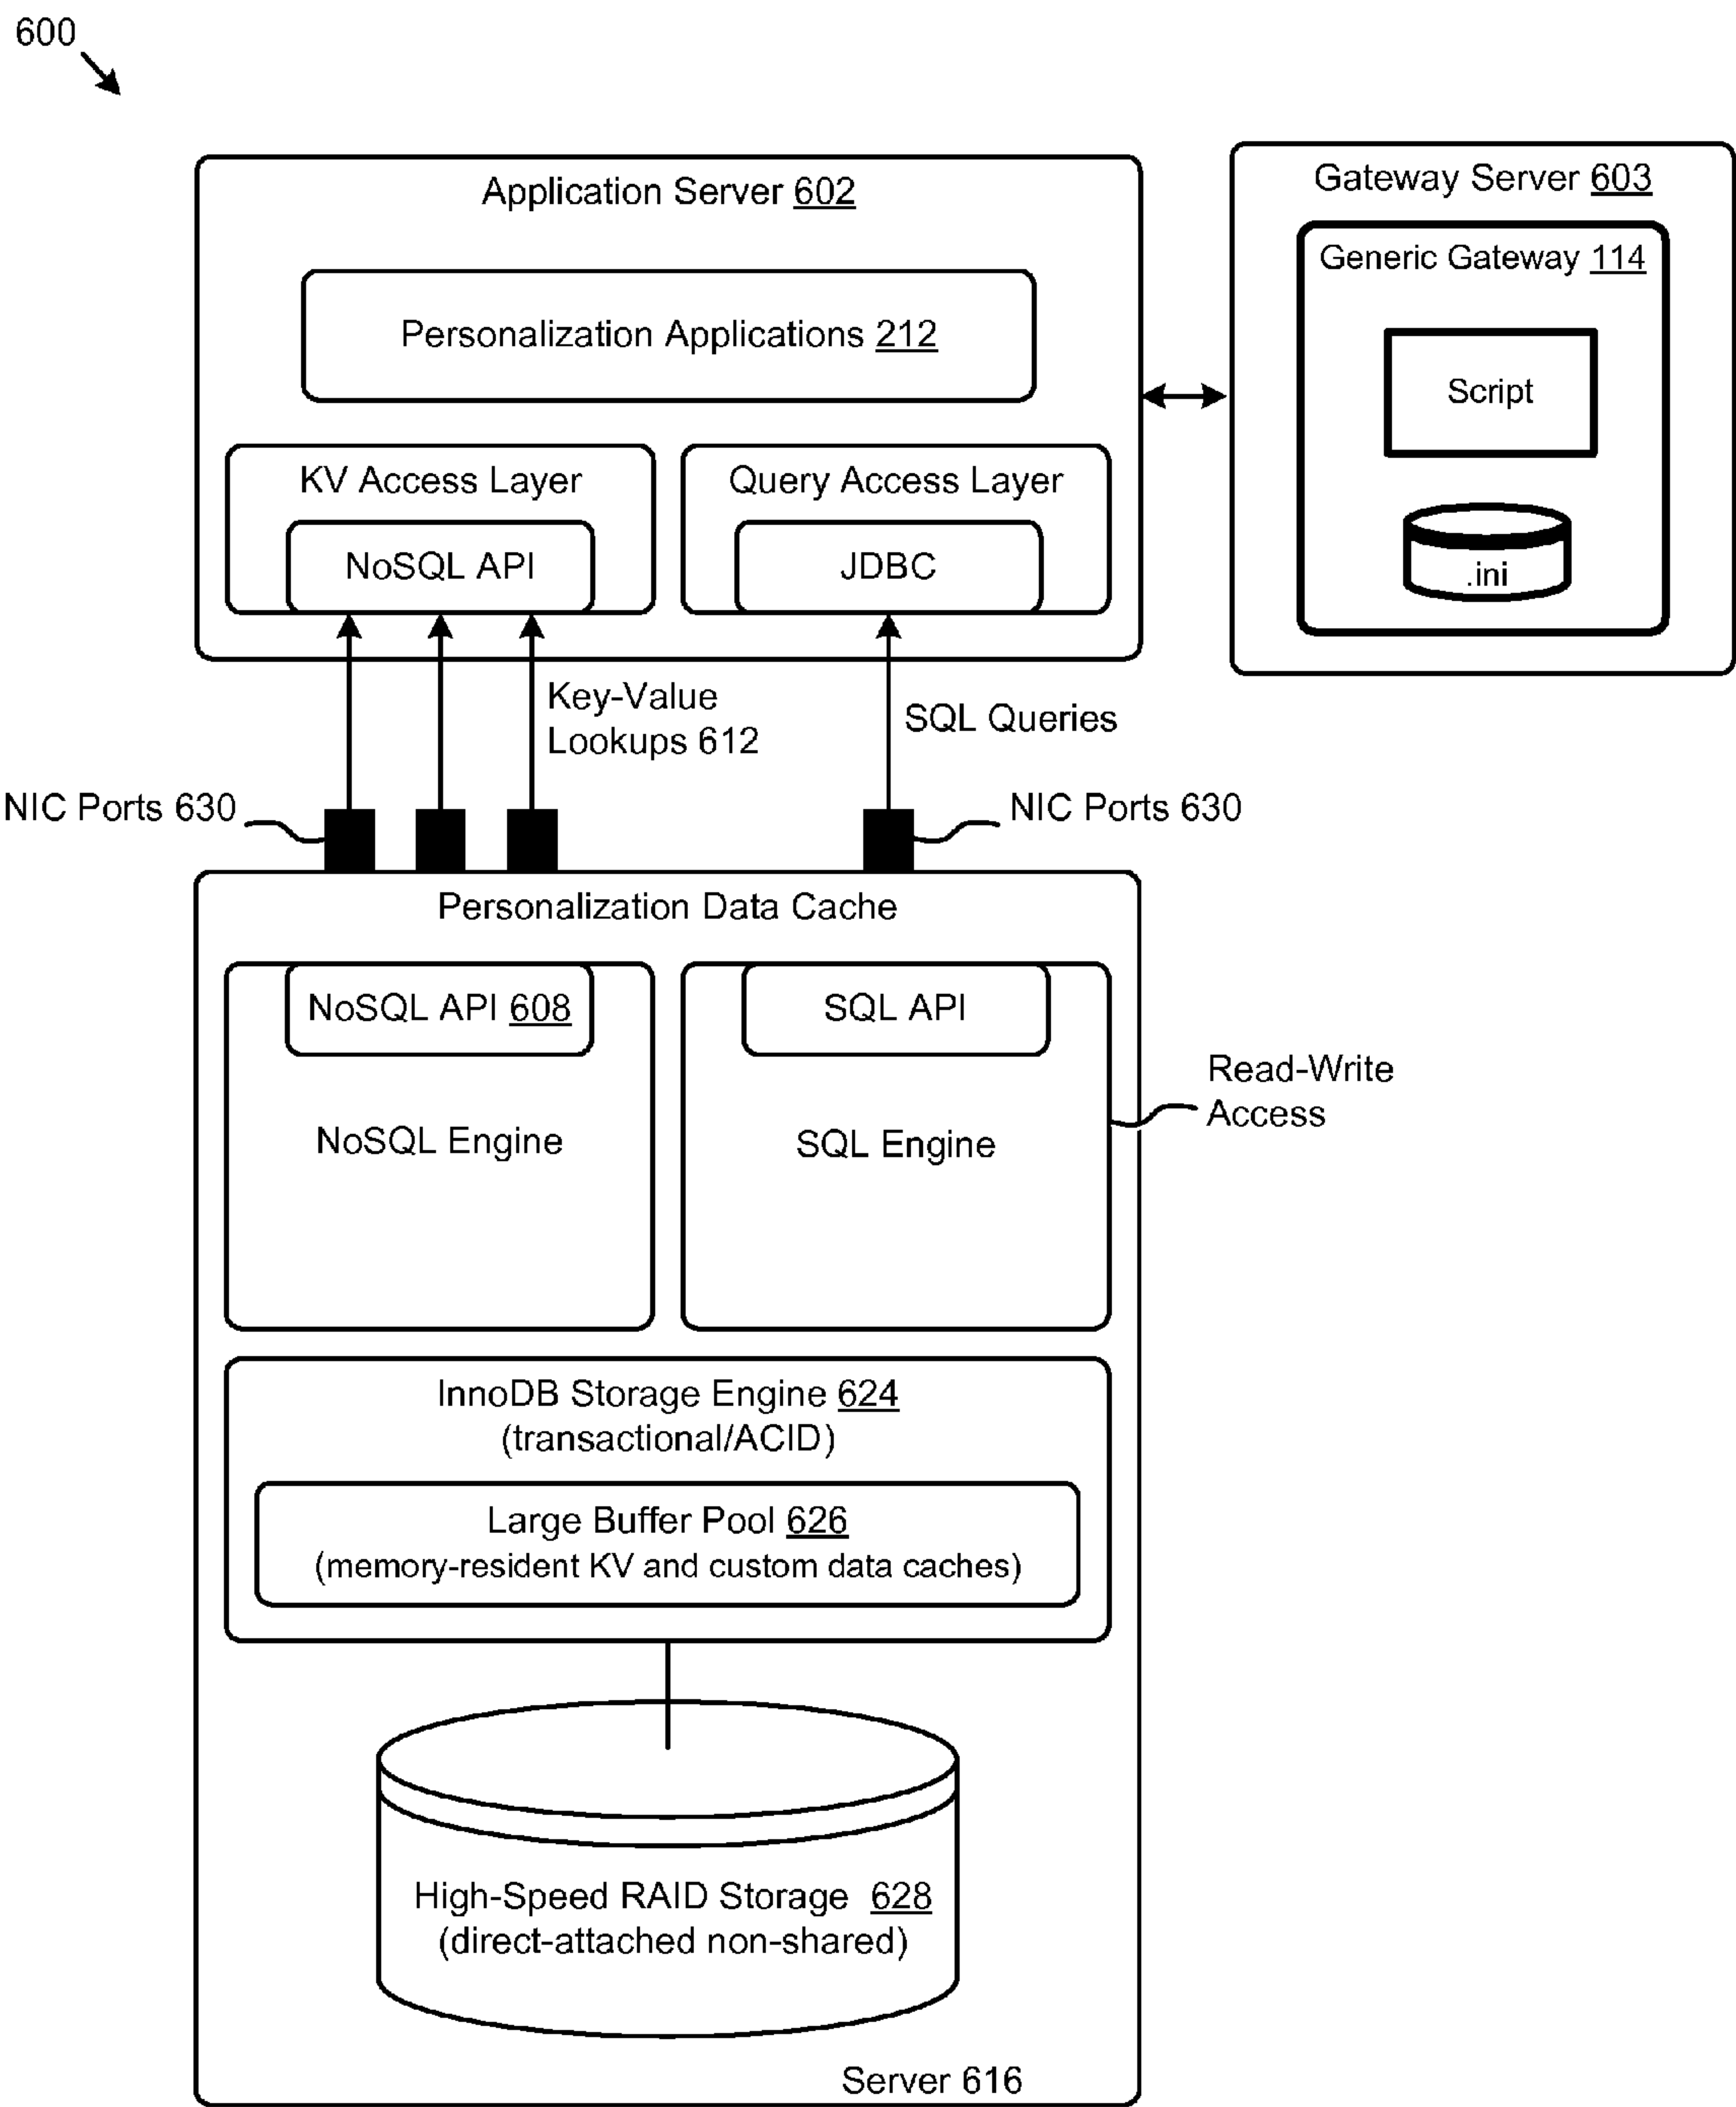 600
Application Server 602
Gateway Server 603
Generic Gateway 114
Personalization Applications 212
Script
KV Access Layer
Query Access Layer
NoSQL API
JDBC
.ini
Key-Value
Lookups 612
SQL Queries
NIC Ports 630
NIC Ports 630
Personalization Data Cache
NoSQL API 608
SQL API
Read-Write
Access
NoSQL Engine
SQL Engine
InnoDB Storage Engine 624
(transactional/ACID)
Large Buffer Pool 626
(memory-resident KV and custom data caches)
High-Speed RAID Storage 628
(direct-attached non-shared)
Server 616